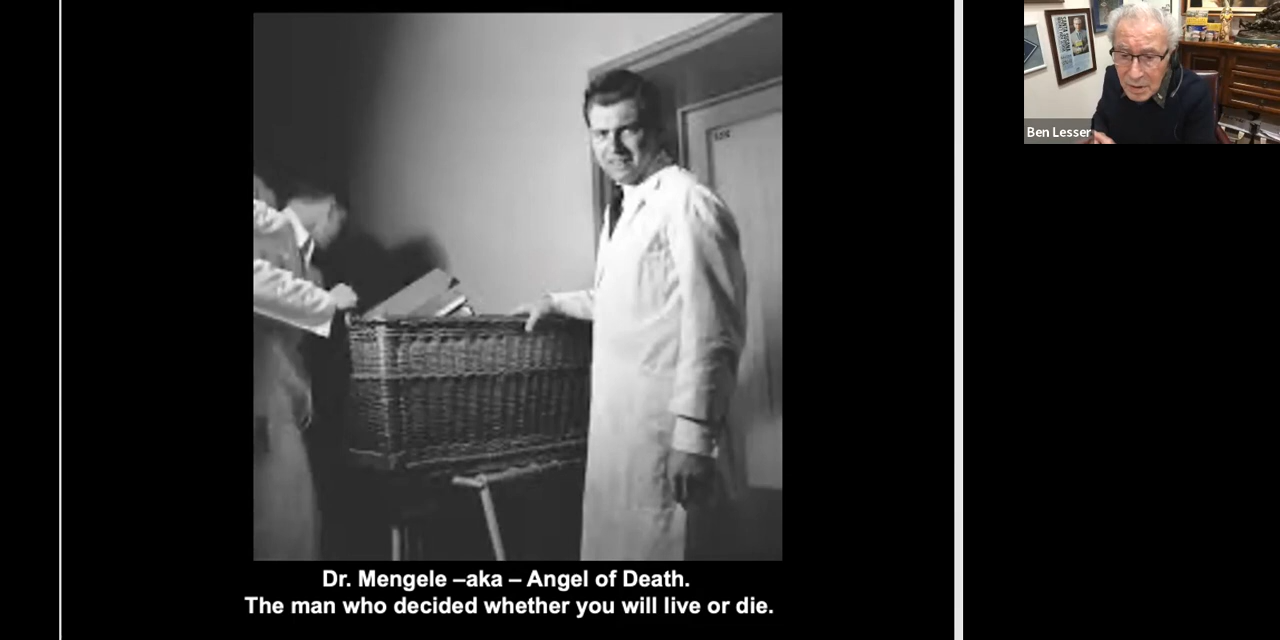 Dr. Mengele –aka – Angel of Death.
The man who decided whether you will live or die.
Ben Lesser